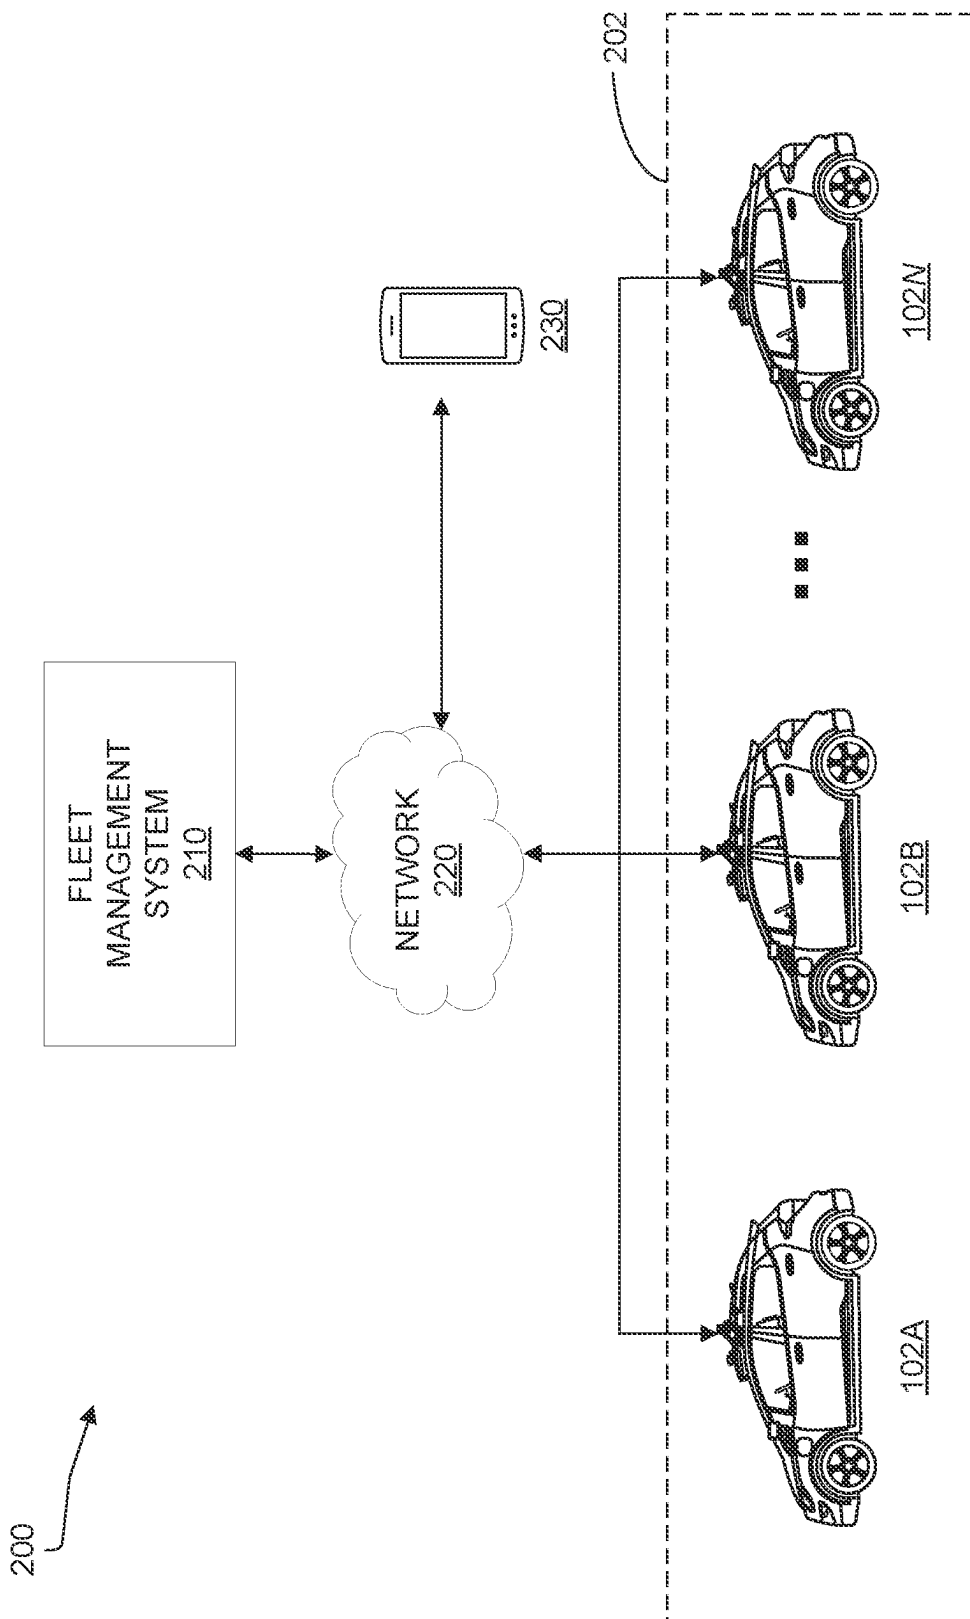 200
FLEET
MANAGEMENT
SYSTEM
210
NETWORK
220
230
202
102A
102B
102N